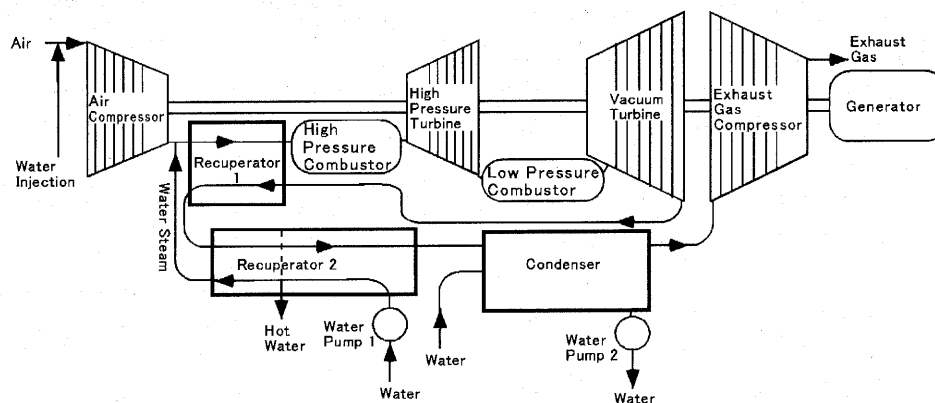 Air
Water
Injection
Air
Compressor
Water Steam
Recuperator
1
High
Pressure
Combustor
High
Pressure
Turbine
Low Pressure
Combustor
Vacuum
Turbine
Exhaust
Gas
Compressor
Exhaust
Gas
Generator
Recuperator 2
Hot
Water
Water
Pump 1
Water
Water
Condenser
Water
Pump 2
Water